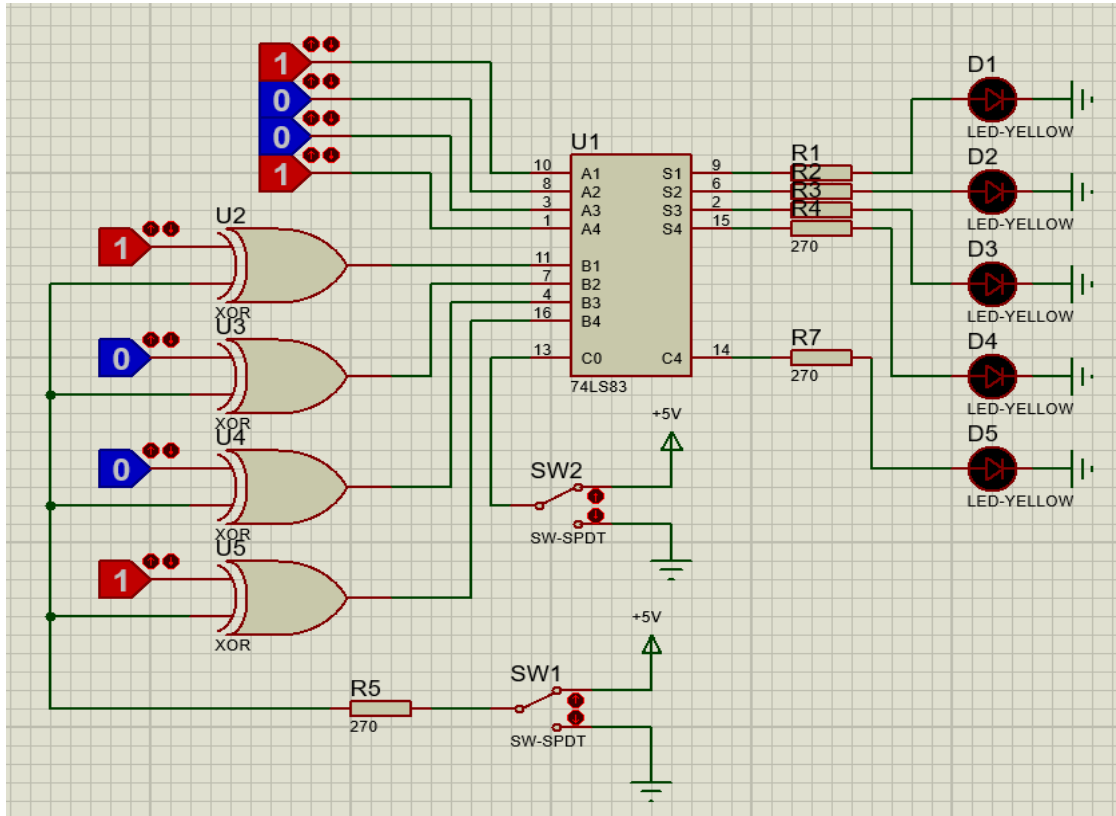 1
0
0
1
U1
10 A1 S1 9
8 A2 S2 6
3 A3 S3 2
1 A4 S4 15
11 B1
7 B2
4 B3
16 B4
13 C0 C4 14
74LS83
R1
R2
R3
R4
270
R7
270
D1
LED-YELLOW
D2
LED-YELLOW
D3
LED-YELLOW
D4
LED-YELLOW
D5
LED-YELLOW
U2
1
XOR
U3
0
XOR
U4
0
XOR
U5
1
XOR
+5V
SW2
SW-SPDT
+5V
SW1
SW-SPDT
R5
270